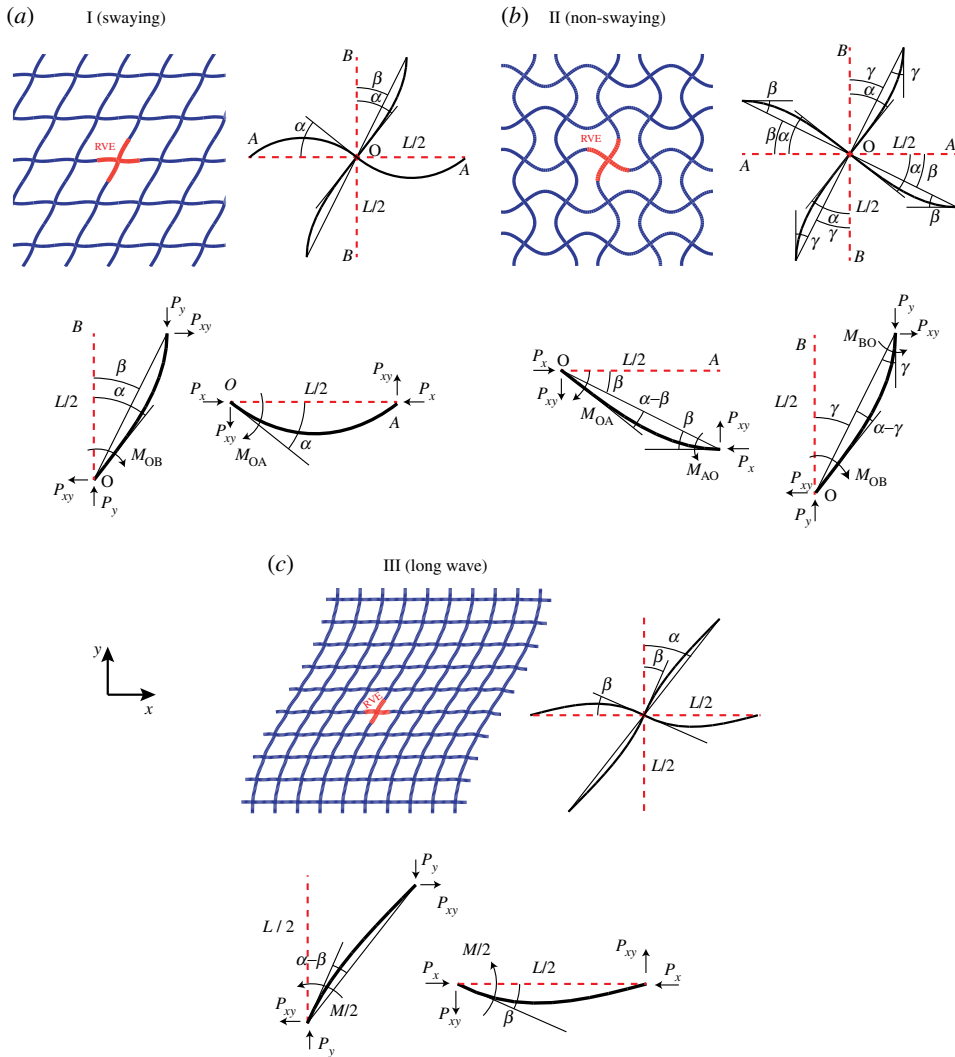 (a) I (swaying)
RVE
B
β
α
A
α
O
L/2
A
L/2
B
(b) II (non-swaying)
RVE
B
γ
α
β
β
α
O
L/2
A
A
α
β
L/2
β
α
γ
γ
γ
B
B
P_y
P_xy
β
α
L/2
M_OB
P_xy
O
P_y
P_x
O
L/2
P_xy
P_x
P_xy
A
M_OA
α
P_x
O
L/2
A
β
P_xy
M_OA
α–β
β
P_xy
M_AO
P_x
P_y
P_xy
M_BO
B
γ
L/2
γ
α–γ
M_OB
P_xy
O
P_y
(c) III (long wave)
RVE
y
x
α
β
β
L/2
L/2
P_y
P_xy
L / 2
α–β
P_xy
M/2
P_y
M/2
P_x
L/2
P_xy
P_x
P_xy
β